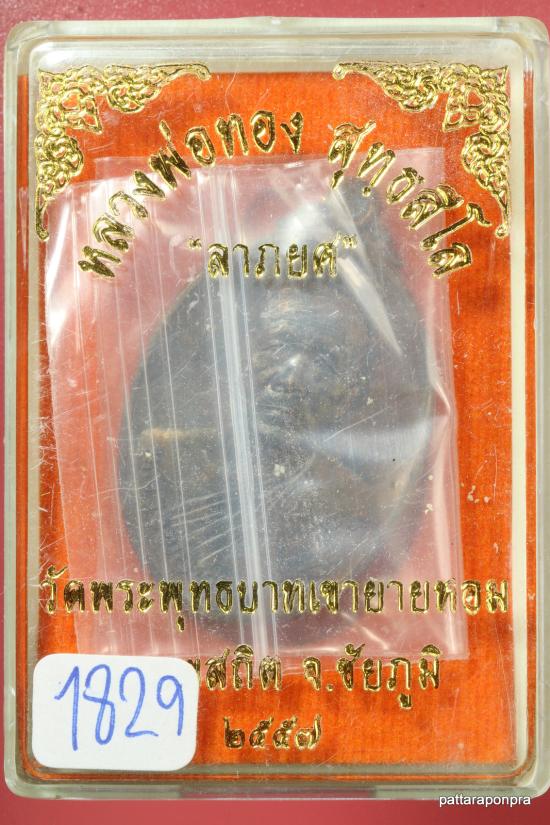 หลวงพ่อทอง สุทฺธสีโล
"ลาภยศ"
วัดพระพุทธบาทเขายายหอม
จ.ชัยภูมิ
๒๕๕๗
1829
pattaraponpra